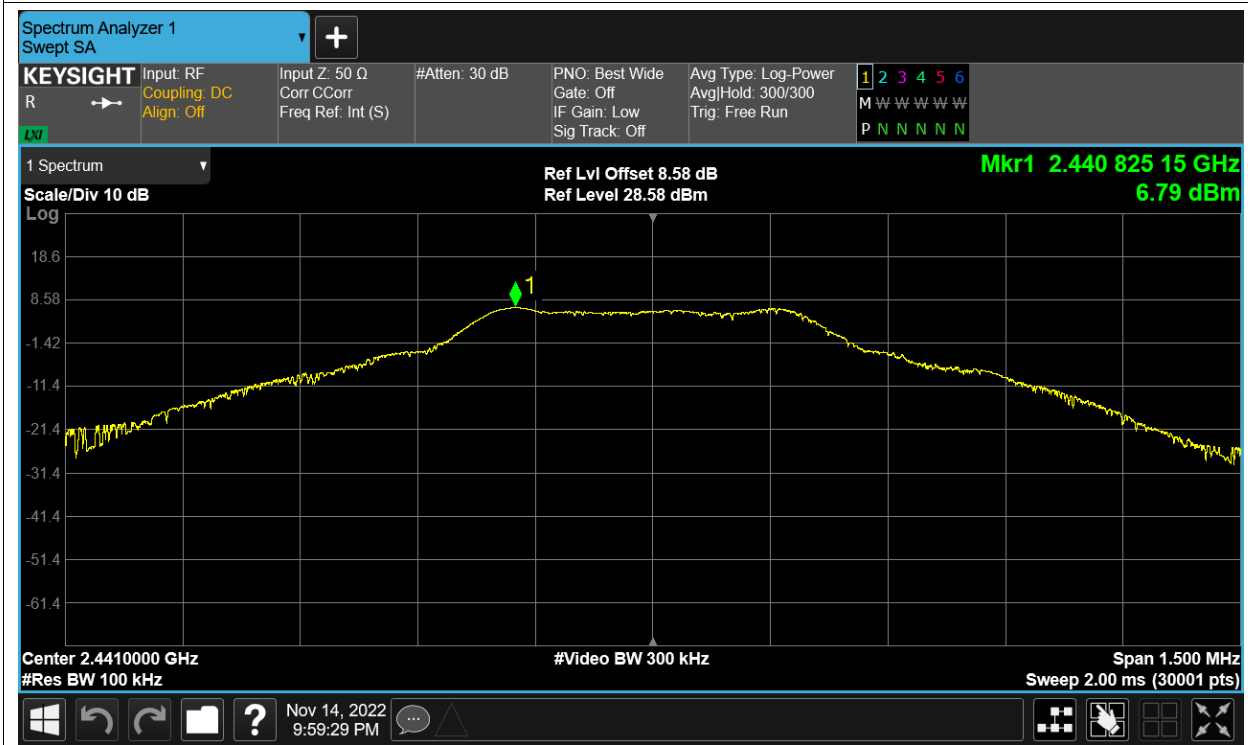 Spectrum Analyzer 1
Swept SA
KEYSIGHT
R
LXI
Input: RF
Coupling: DC
Align: Off
Input Z: 50 Ω
Corr CCorr
Freq Ref: Int (S)
#Atten: 30 dB
PNO: Best Wide
Gate: Off
IF Gain: Low
Sig Track: Off
Avg Type: Log-Power
Avg|Hold: 300/300
Trig: Free Run
1 2 3 4 5 6
M W W W W W
P N N N N N
1 Spectrum
Scale/Div 10 dB
Log
Ref Lvl Offset 8.58 dB
Ref Level 28.58 dBm
Mkr1 2.440 825 15 GHz
6.79 dBm
18.6
8.58
-1.42
-11.4
-21.4
-31.4
-41.4
-51.4
-61.4
1
Center 2.4410000 GHz
#Res BW 100 kHz
#Video BW 300 kHz
Span 1.500 MHz
Sweep 2.00 ms (30001 pts)
?
Nov 14, 2022
9:59:29 PM